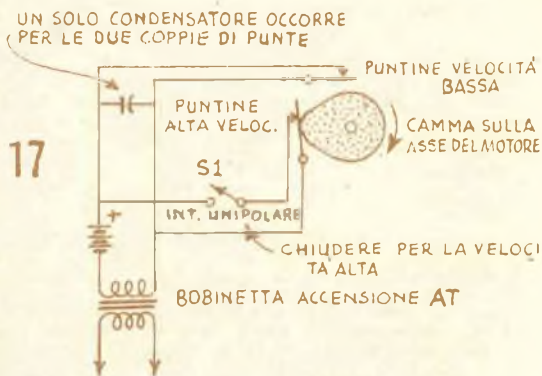 UN SOLO CONDENSATORE OCCORRE
PER LE DUE COPPIE DI PUNTE
PUNTINE VELOCITÀ
BASSA
PUNTINE
ALTA VELOC.
CAMMA SULLA
ASSE DEL MOTORE
17
S1
+
INT. UNIPOLARE
CHIUDERE PER LA VELOCI
TÀ ALTA
BOBINETTA ACCENSIONE AT